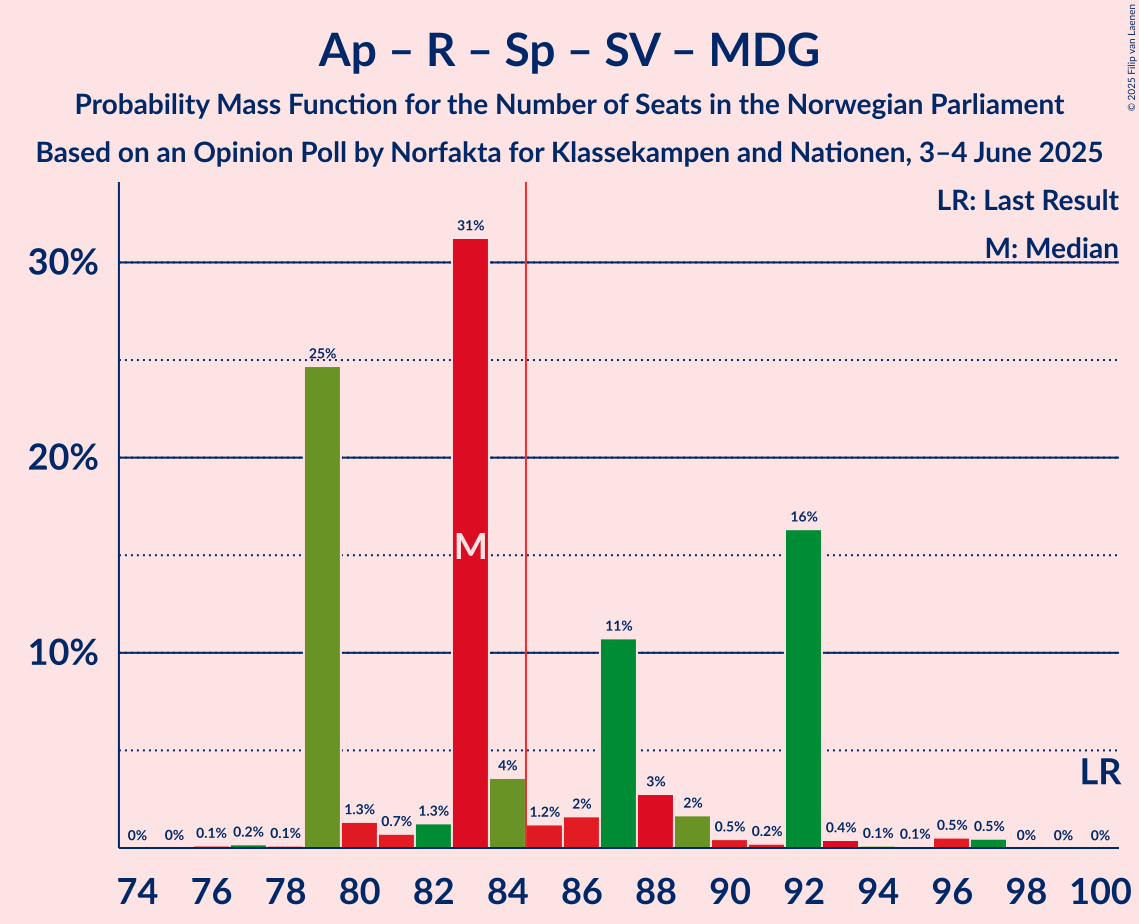 Ap – R – Sp – SV – MDG
Probability Mass Function for the Number of Seats in the Norwegian Parliament
Based on an Opinion Poll by Norfakta for Klassekampen and Nationen, 3–4 June 2025
© 2025 Filip van Laenen
LR: Last Result
M: Median
30%
20%
10%
0% 0% 0.1% 0.2% 0.1% 25% 1.3% 0.7% 1.3% 31% 4% 1.2% 2% 11% 3% 2% 0.5% 0.2% 16% 0.4% 0.1% 0.1% 0.5% 0.5% 0% 0% 0%
M
LR
74 76 78 80 82 84 86 88 90 92 94 96 98 100